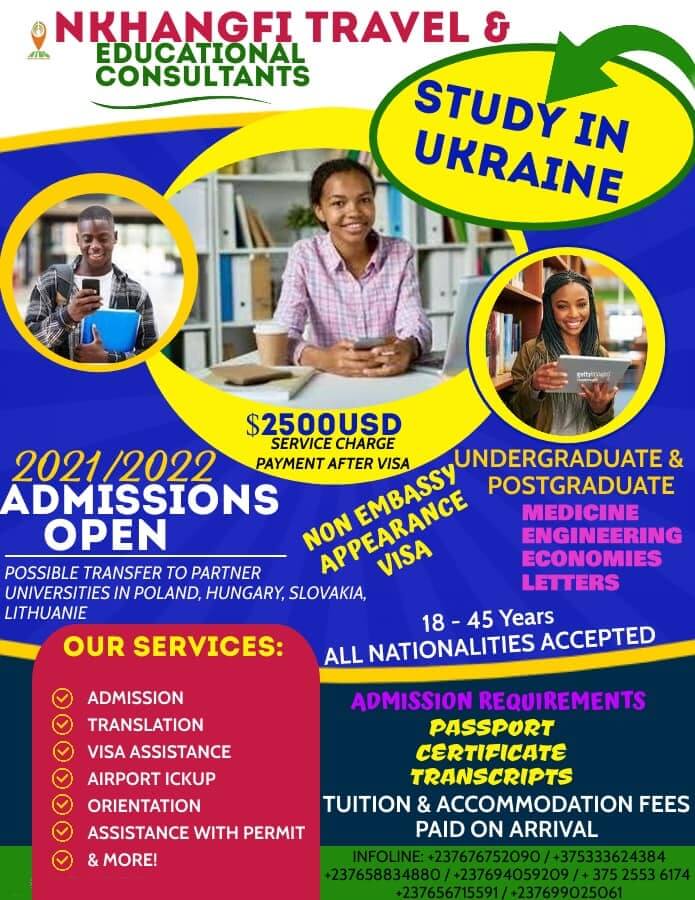 NKHANGFI TRAVEL &
EDUCATIONAL
CONSULTANTS
STUDY IN
UKRAINE
gettyimages
$2500USD
SERVICE CHARGE
PAYMENT AFTER VISA
2021/2022
ADMISSIONS
OPEN
POSSIBLE TRANSFER TO PARTNER
UNIVERSITIES IN POLAND, HUNGARY, SLOVAKIA,
LITHUANIE
NON EMBASSY
APPEARANCE
VISA
UNDERGRADUATE &
POSTGRADUATE
MEDICINE
ENGINEERING
ECONOMIES
LETTERS
18 - 45 Years
ALL NATIONALITIES ACCEPTED
OUR SERVICES:
ADMISSION
TRANSLATION
VISA ASSISTANCE
AIRPORT ICKUP
ORIENTATION
ASSISTANCE WITH PERMIT
& MORE!
ADMISSION REQUIREMENTS
PASSPORT
CERTIFICATE
TRANSCRIPTS
TUITION & ACCOMMODATION FEES
PAID ON ARRIVAL
INFOLINE: +237676752090 / +375333624384
+237658834880 / +237694059209 / + 375 2553 6174
+237656715591 / +237699025061